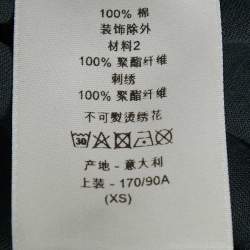 100% 棉
装饰除外
材料2
100% 聚酯纤维
刺绣
100% 聚酯纤维
不可熨烫绣花
30
产地 - 意大利
上装 - 170/90A
(XS)